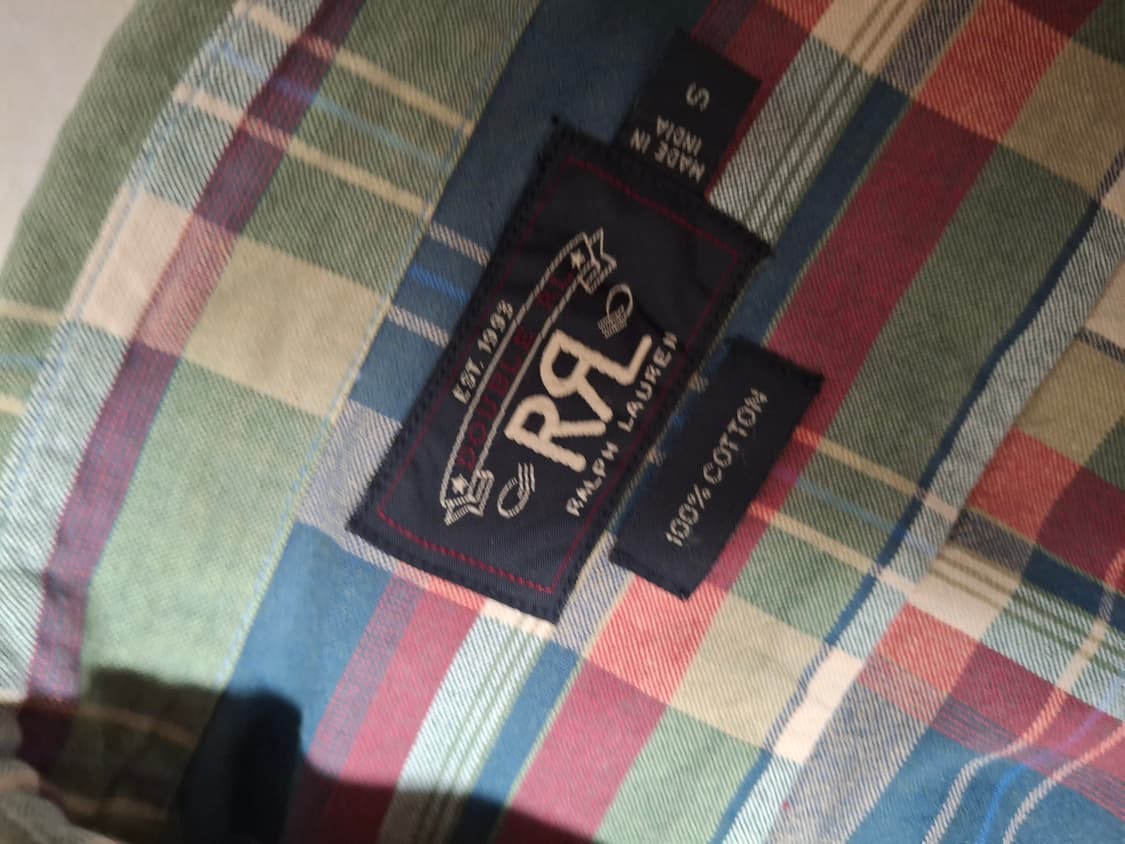 S
MADE IN
INDIA
EST. 1993
DOUBLE RL
RRL
RALPH LAUREN
100% COTTON